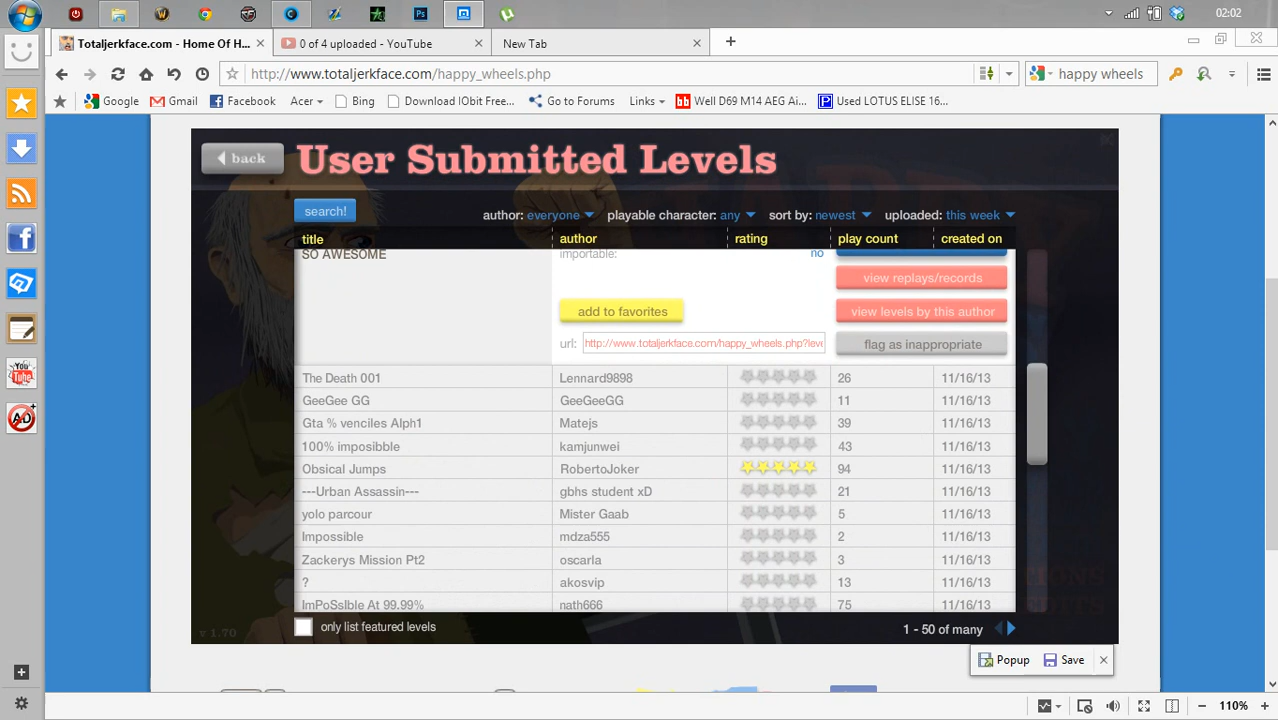 02:02
Totaljerkface.com - Home Of H...
0 of 4 uploaded - YouTube
New Tab
http://www.totaljerkface.com/happy_wheels.php
happy wheels
Google Gmail Facebook Acer Bing Download IObit Free... Go to Forums Links Well D69 M14 AEG Ai... Used LOTUS ELISE 16...
back
User Submitted Levels
search!
author: everyone playable character: any sort by: newest uploaded: this week
title author rating play count created on
SO AWESOME importable: no
view replays/records
add to favorites view levels by this author
url: http://www.totaljerkface.com/happy_wheels.php?leve flag as inappropriate
The Death 001 Lennard9898 26 11/16/13
GeeGee GG GeeGeeGG 11 11/16/13
Gta % venciles Alph1 Matejs 39 11/16/13
100% imposibble kamjunwei 43 11/16/13
Obsical Jumps RobertoJoker 94 11/16/13
---Urban Assassin--- gbhs student xD 21 11/16/13
yolo parcour Mister Gaab 5 11/16/13
Impossible mdza555 2 11/16/13
Zackerys Mission Pt2 oscarla 3 11/16/13
? akosvip 13 11/16/13
ImPoSsIble At 99.99% nath666 75 11/16/13
v 1.70
only list featured levels 1 - 50 of many
Popup Save
You
Tube
AD
110%